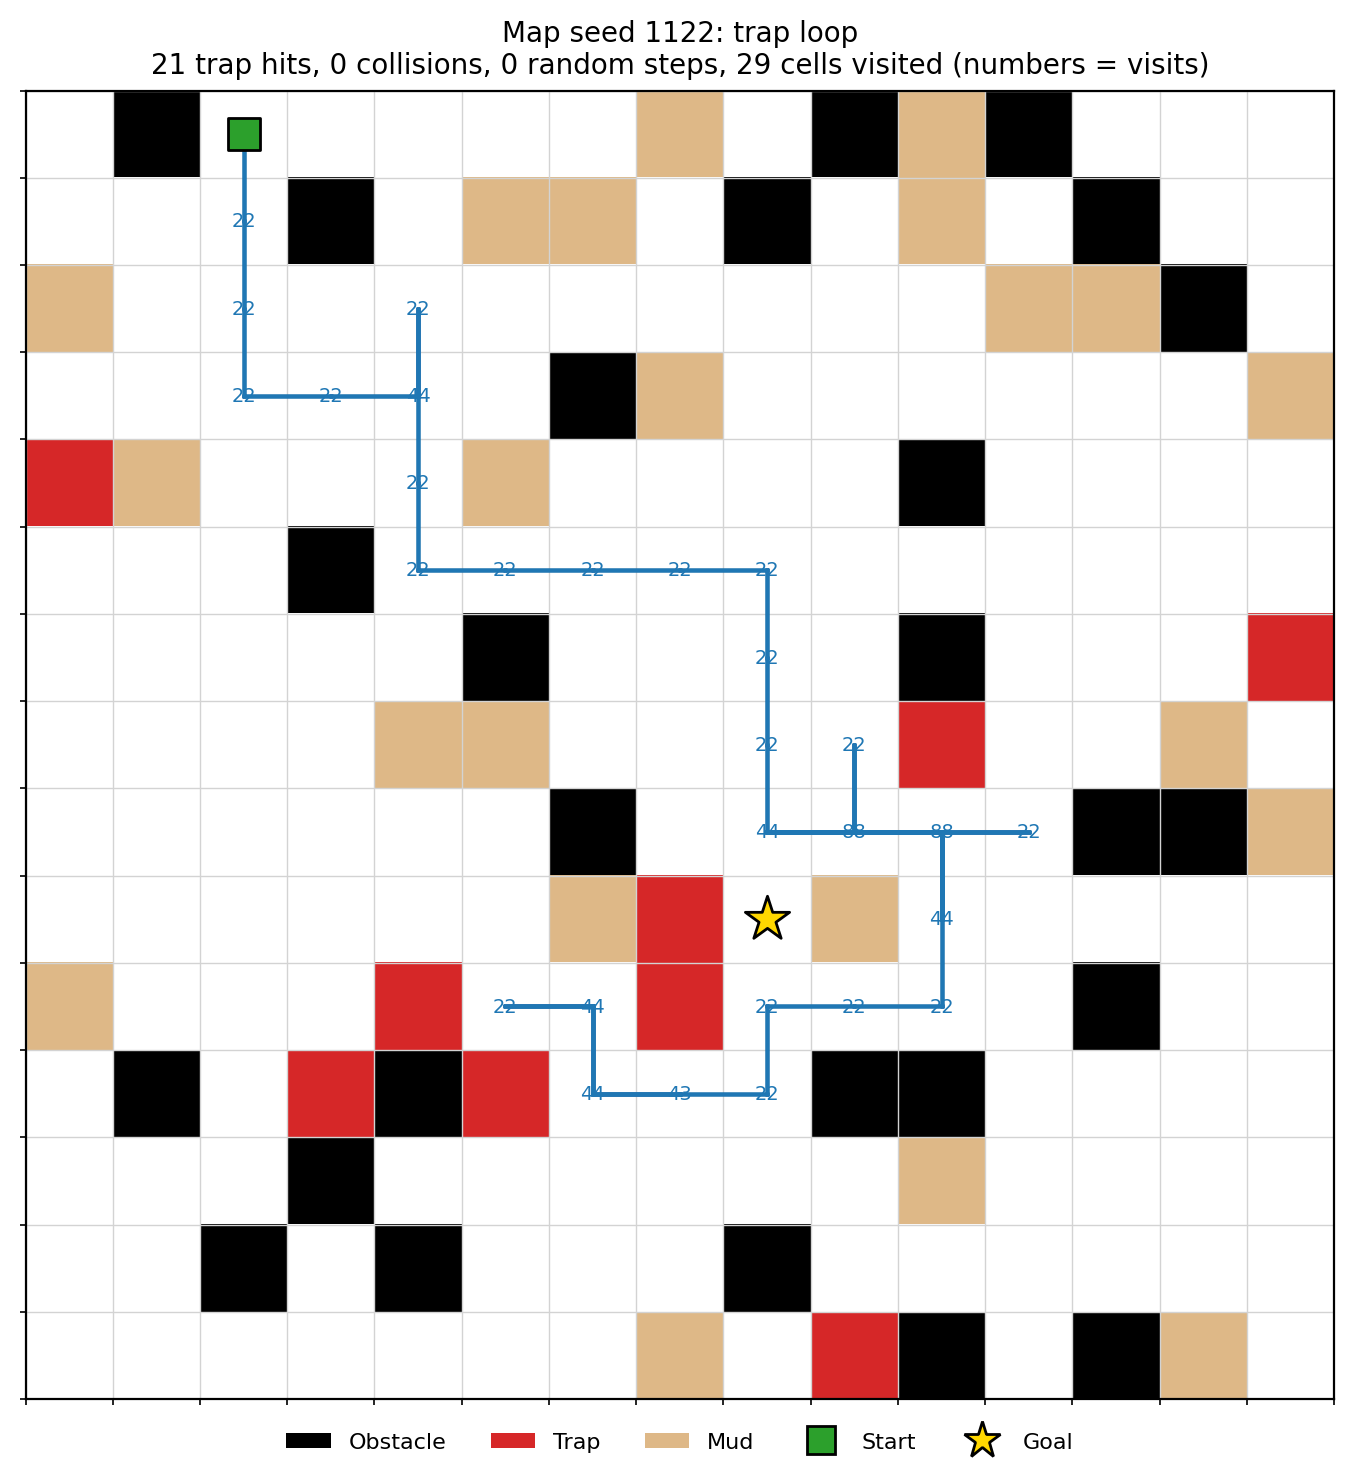 Map seed 1122: trap loop
21 trap hits, 0 collisions, 0 random steps, 29 cells visited (numbers = visits)
22
22 22
22 22 44
22
22 22 22 22 22
22
22 22
44 88 88 22
44
22 44 22 22 22
44 43 22
Obstacle Trap Mud Start Goal